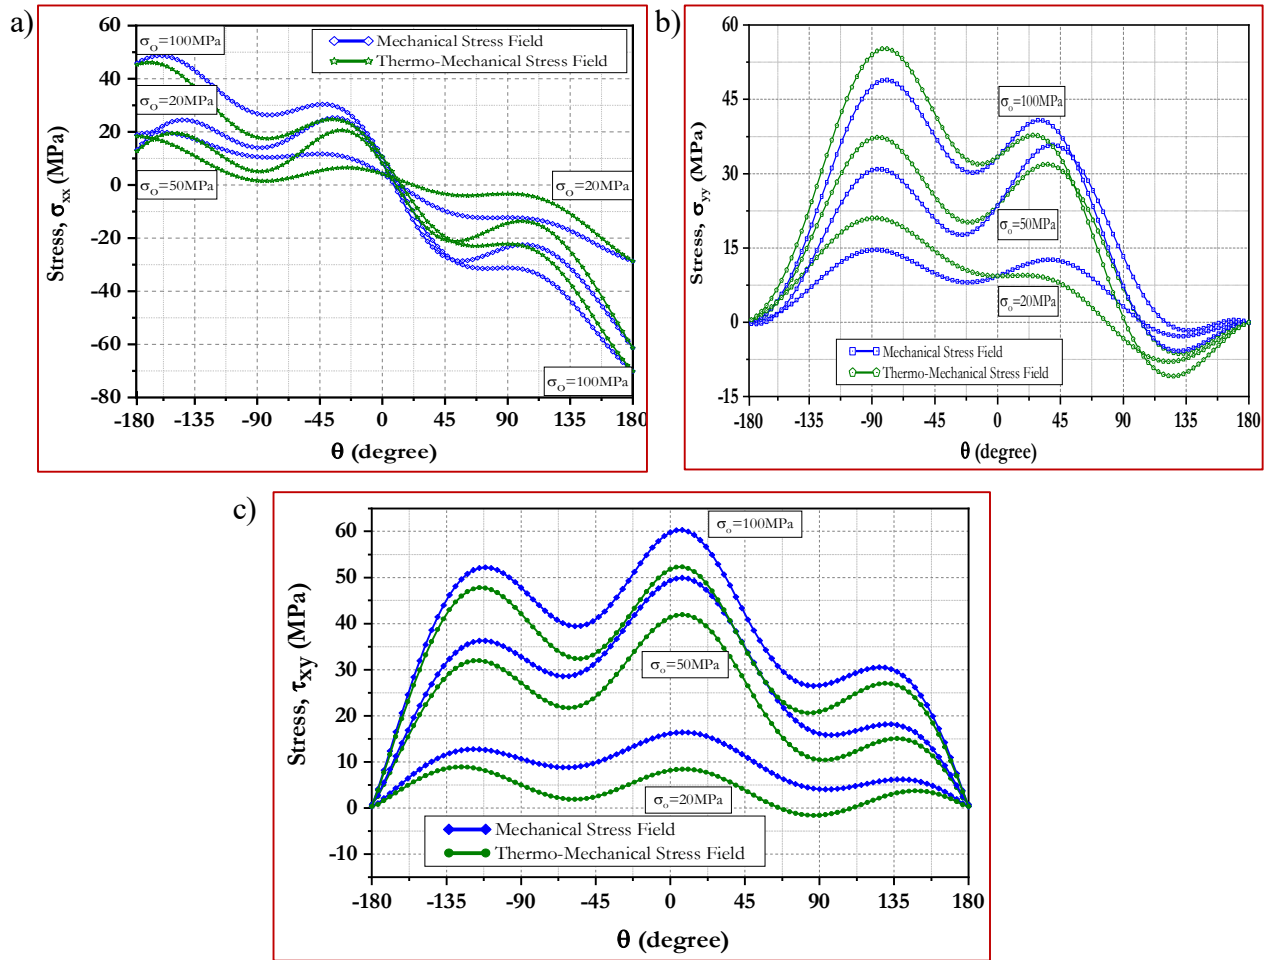 a)
Stress, σxx (MPa)
60
40
20
0
-20
-40
-60
-80
σo=100MPa
σo=20MPa
σo=50MPa
Mechanical Stress Field
Thermo-Mechanical Stress Field
σo=20MPa
σo=100MPa
-180 -135 -90 -45 0 45 90 135 180
θ (degree)
b)
Stress, σyy (MPa)
60
45
30
15
0
-15
σo=100MPa
σo=50MPa
σo=20MPa
Mechanical Stress Field
Thermo-Mechanical Stress Field
-180 -135 -90 -45 0 45 90 135 180
θ (degree)
c)
Stress, τxy (MPa)
60
50
40
30
20
10
0
-10
σo=100MPa
σo=50MPa
σo=20MPa
Mechanical Stress Field
Thermo-Mechanical Stress Field
-180 -135 -90 -45 0 45 90 135 180
θ (degree)